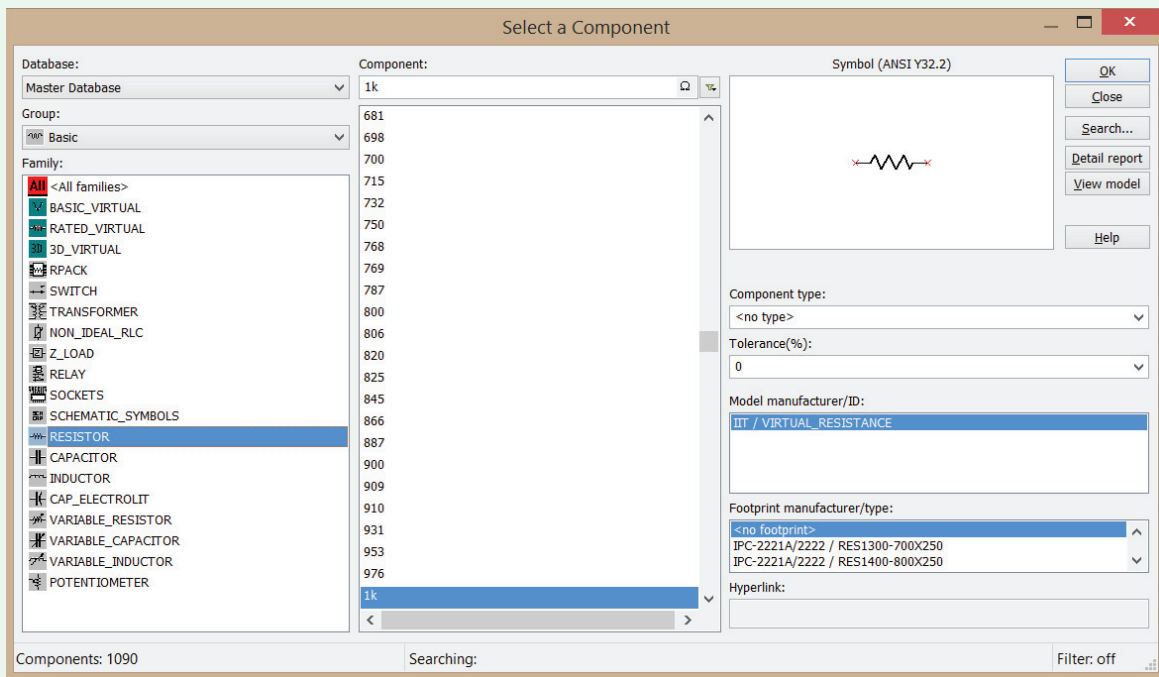 Select a Component
Database:
Master Database
Group:
Basic
Family:
All <All families>
BASIC_VIRTUAL
RATED_VIRTUAL
3D 3D_VIRTUAL
RPACK
SWITCH
TRANSFORMER
NON_IDEAL_RLC
Z_LOAD
RELAY
SOCKETS
SCHEMATIC_SYMBOLS
RESISTOR
CAPACITOR
INDUCTOR
CAP_ELECTROLIT
VARIABLE_RESISTOR
VARIABLE_CAPACITOR
VARIABLE_INDUCTOR
POTENTIOMETER
Component:
1k Ω
681
698
700
715
732
750
768
769
787
800
806
820
825
845
866
887
900
909
910
931
953
976
1k
Symbol (ANSI Y32.2)
OK
Close
Search...
Detail report
View model
Help
Component type:
<no type>
Tolerance(%):
0
Model manufacturer/ID:
IIT / VIRTUAL_RESISTANCE
Footprint manufacturer/type:
<no footprint>
IPC-2221A/2222 / RES1300-700X250
IPC-2221A/2222 / RES1400-800X250
Hyperlink:
Components: 1090
Searching:
Filter: off